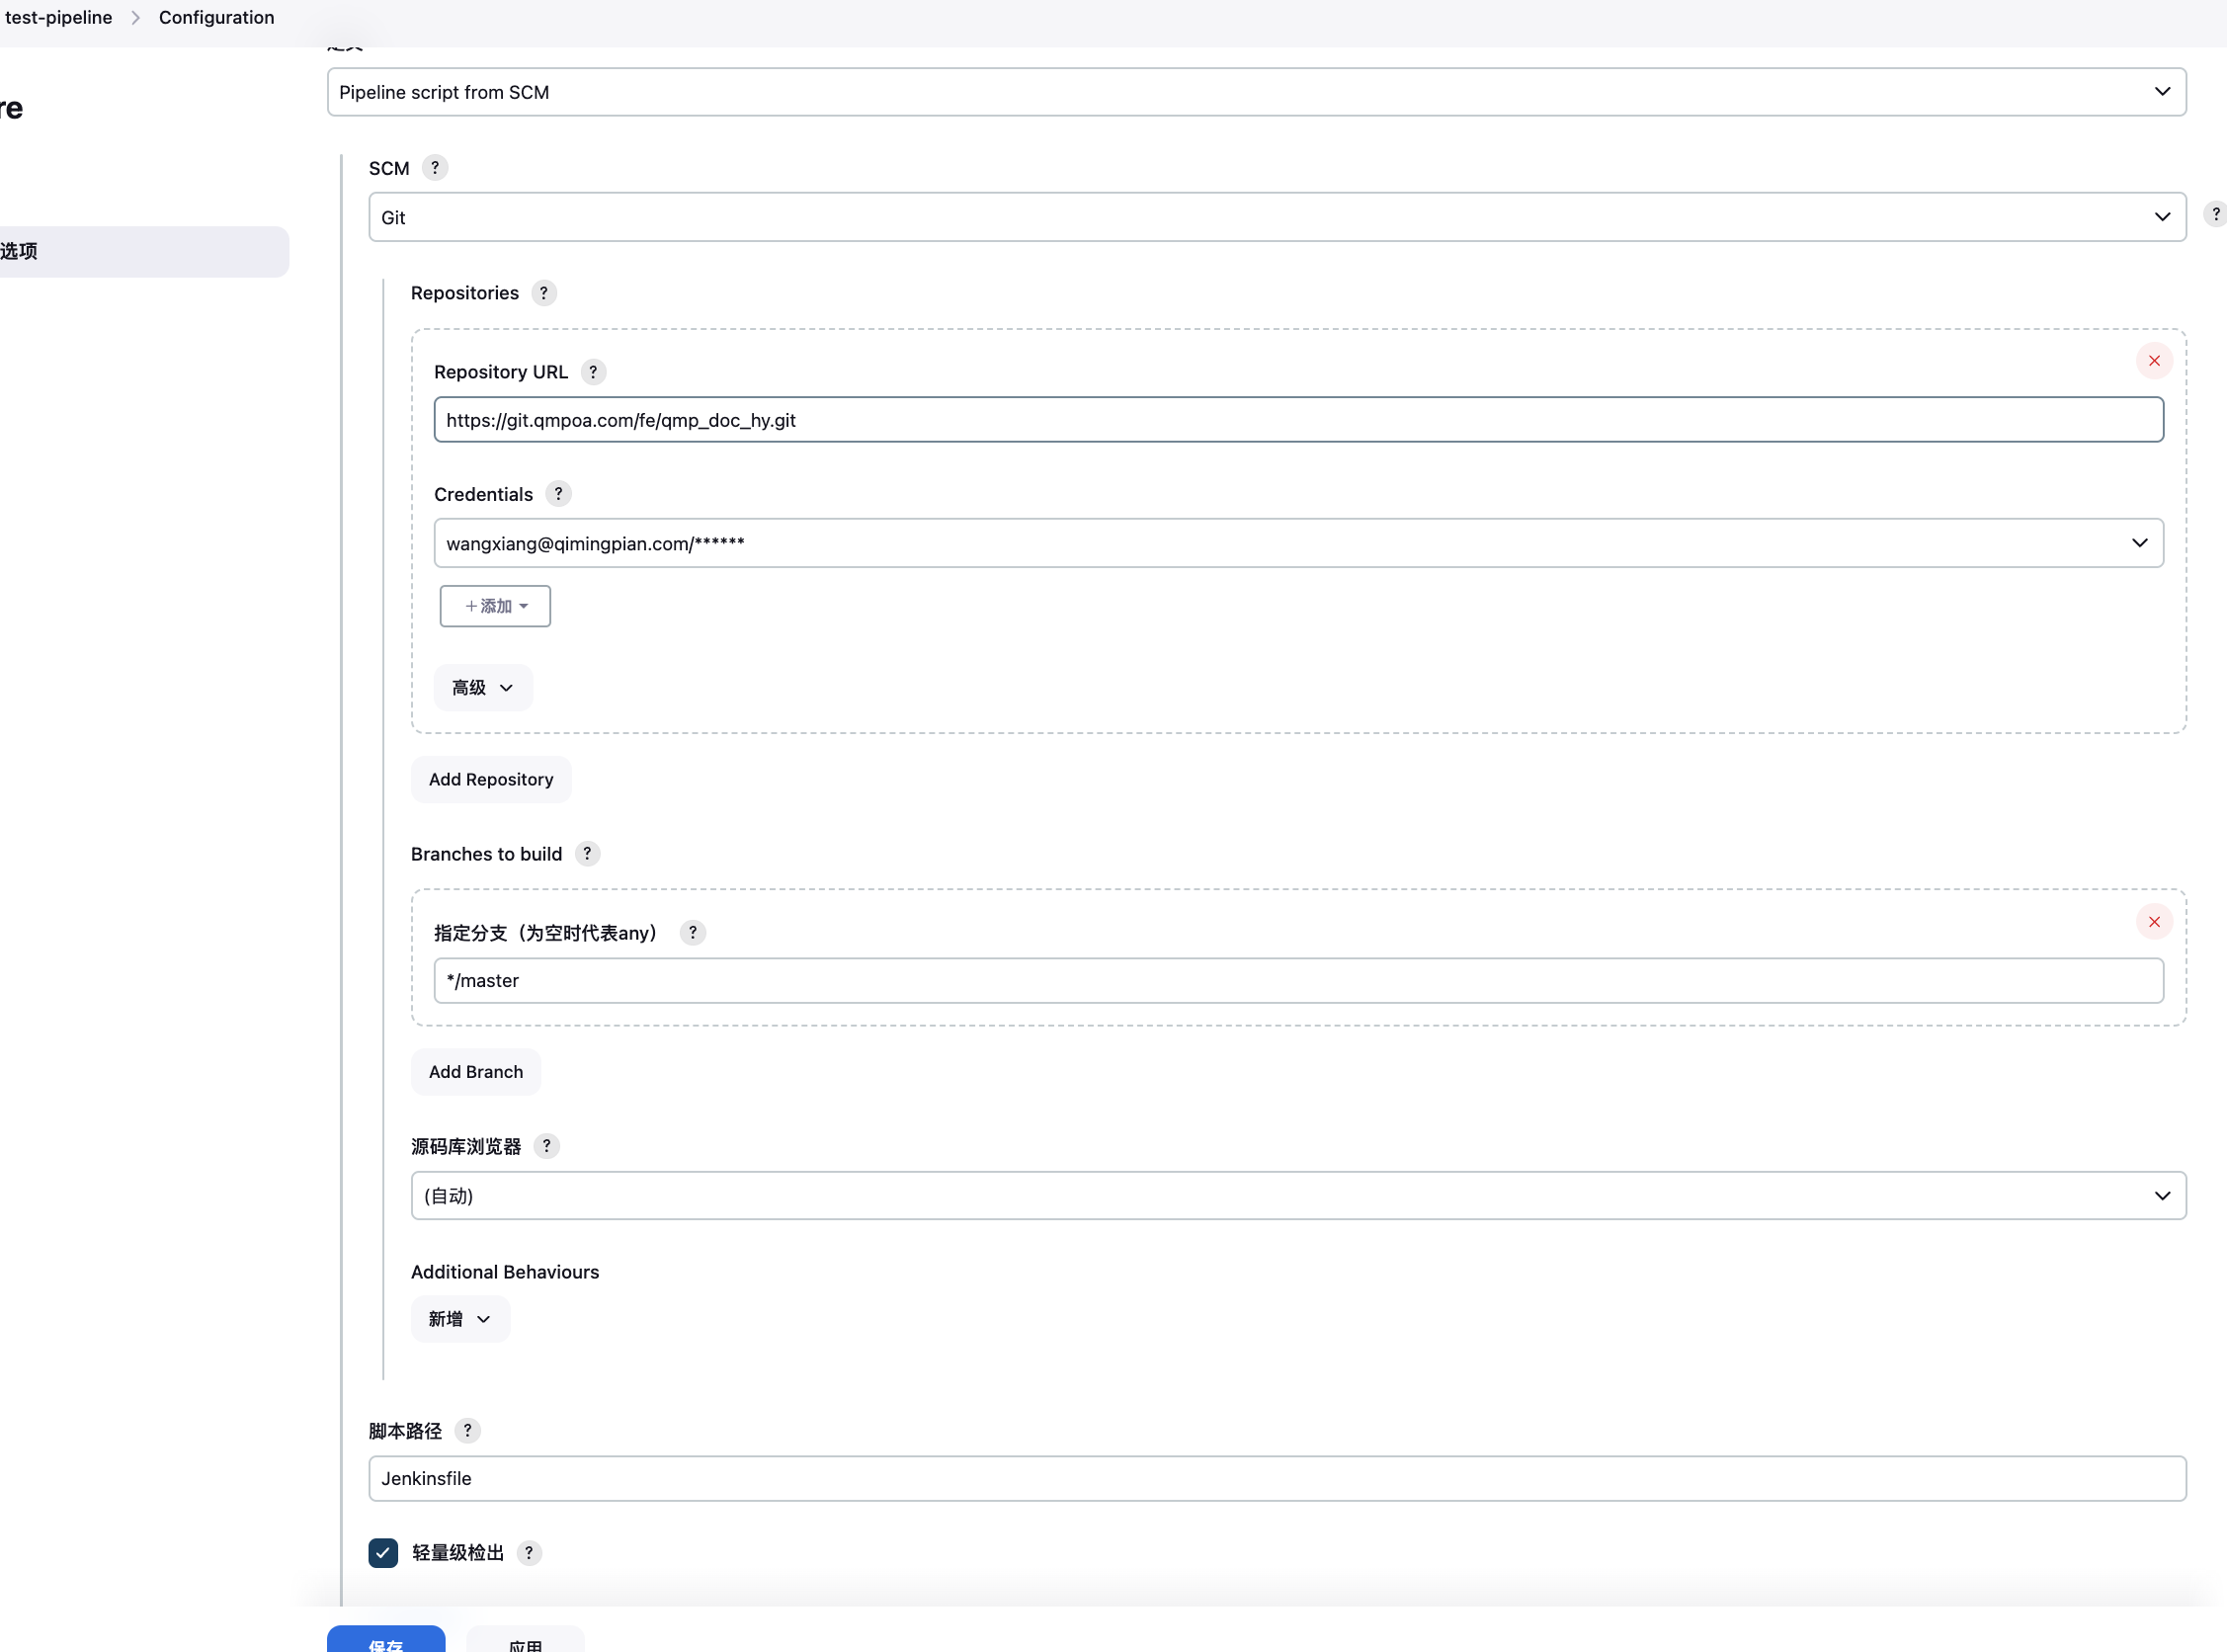 test-pipeline
Configuration
re
选项
Pipeline script from SCM
SCM ?
Git
?
Repositories ?
Repository URL ?
https://git.qmpoa.com/fe/qmp_doc_hy.git
Credentials ?
wangxiang@qimingpian.com/******
+添加
高级
Add Repository
Branches to build ?
指定分支（为空时代表any） ?
*/master
Add Branch
源码库浏览器 ?
(自动)
Additional Behaviours
新增
脚本路径 ?
Jenkinsfile
轻量级检出 ?
保存
应用